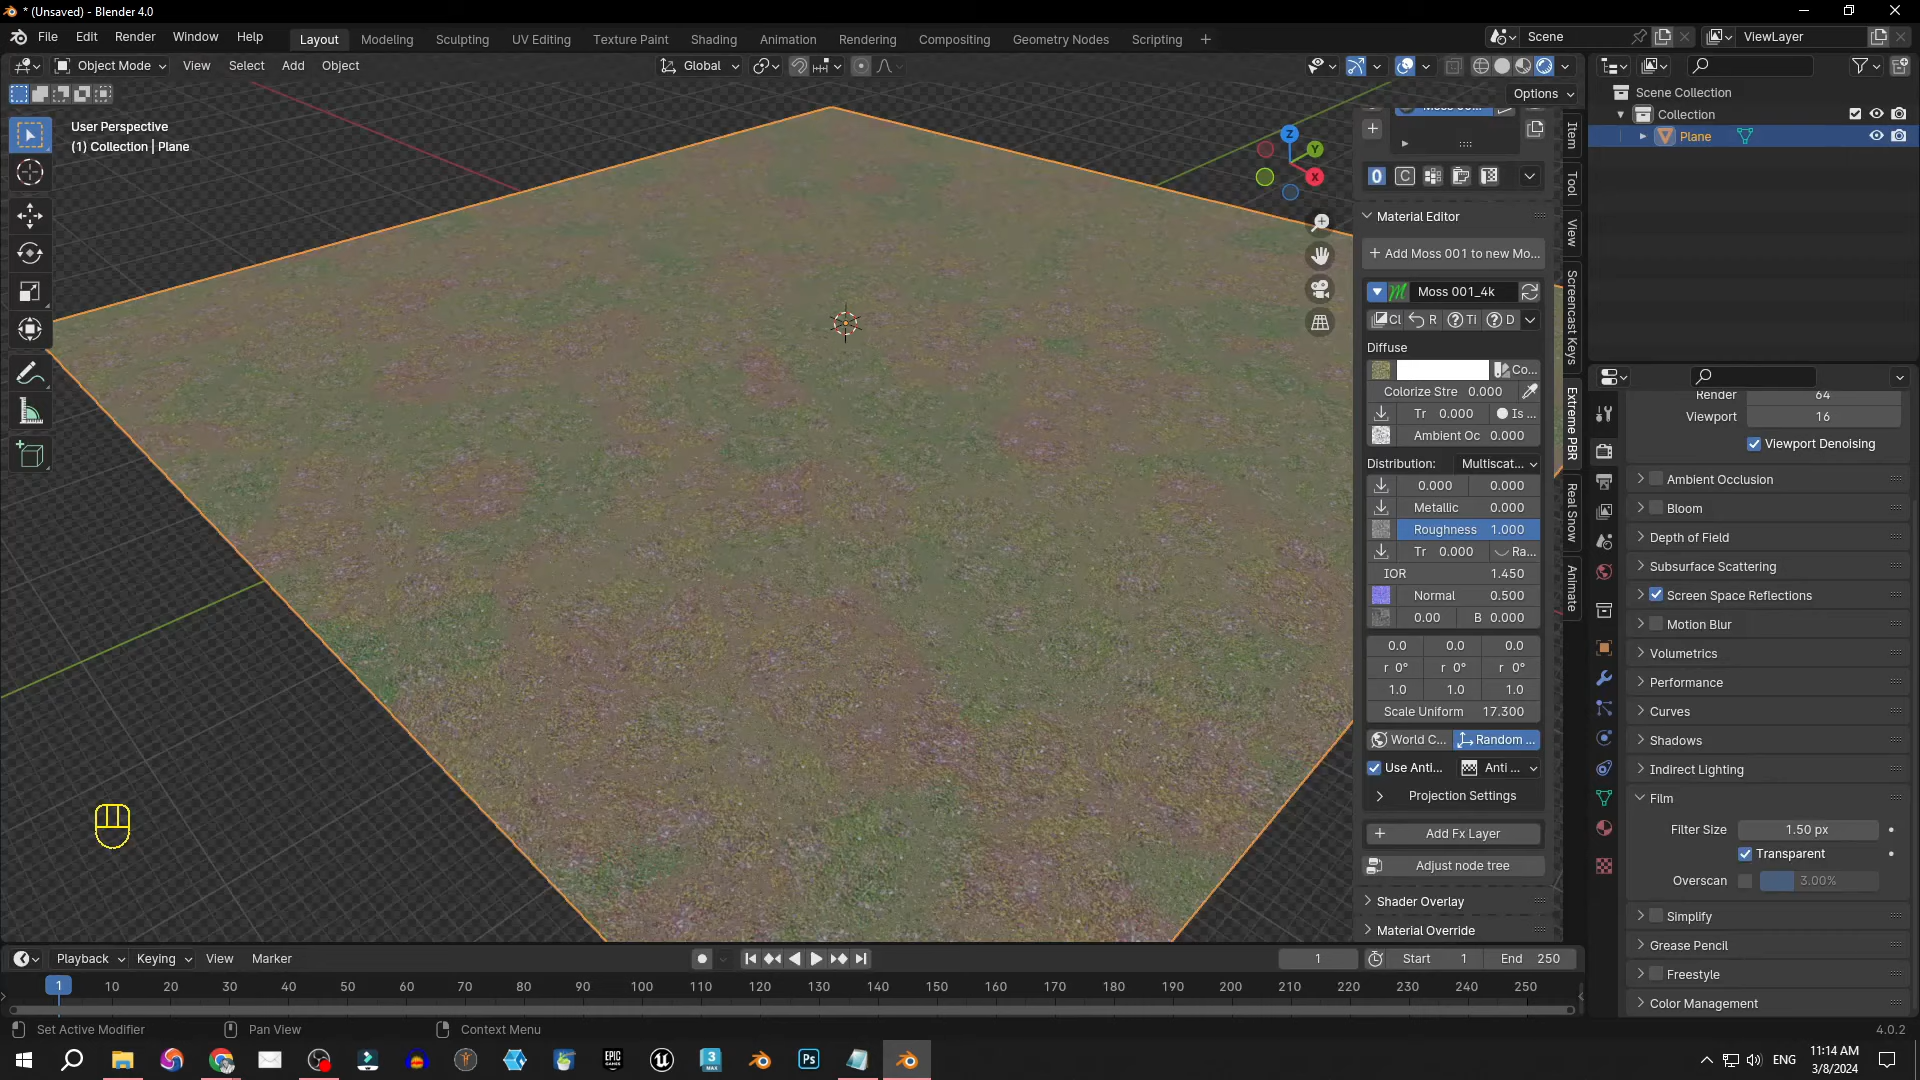 * (Unsaved) - Blender 4.0
File Edit Render Window Help
Layout Modeling Sculpting UV Editing Texture Paint Shading Animation Rendering Compositing Geometry Nodes Scripting +
Scene
ViewLayer
Object Mode View Select Add Object
Global
Options
User Perspective
(1) Collection | Plane
Z
Y
X
Item
Tool
View
Screencast Keys
Extreme PBR
Real Snow
Animate
Material Editor
+ Add Moss 001 to new Mo...
Moss 001_4k
Cl R Ti D
Diffuse
Co...
Colorize Stre 0.000
Tr 0.000 Is ...
Ambient Oc 0.000
Distribution: Multiscat...
0.000 0.000
Metallic 0.000
Roughness 1.000
Tr 0.000 Ra...
IOR 1.450
Normal 0.500
0.00 B 0.000
0.0 0.0 0.0
r 0° r 0° r 0°
1.0 1.0 1.0
Scale Uniform 17.300
World C... Random ...
Use Anti... Anti ...
Projection Settings
+ Add Fx Layer
Adjust node tree
Shader Overlay
Material Override
Scene Collection
Collection
Plane
Render 64
Viewport 16
Viewport Denoising
Ambient Occlusion
Bloom
Depth of Field
Subsurface Scattering
Screen Space Reflections
Motion Blur
Volumetrics
Performance
Curves
Shadows
Indirect Lighting
Film
Filter Size 1.50 px
Transparent
Overscan 3.00%
Simplify
Grease Pencil
Freestyle
Color Management
Playback Keying View Marker
1 Start 1 End 250
1 10 20 30 40 50 60 70 80 90 100 110 120 130 140 150 160 170 180 190 200 210 220 230 240 250
Set Active Modifier Pan View Context Menu
4.0.2
EPIC GAMES
3 MAX
Ps
ENG
11:14 AM
3/8/2024